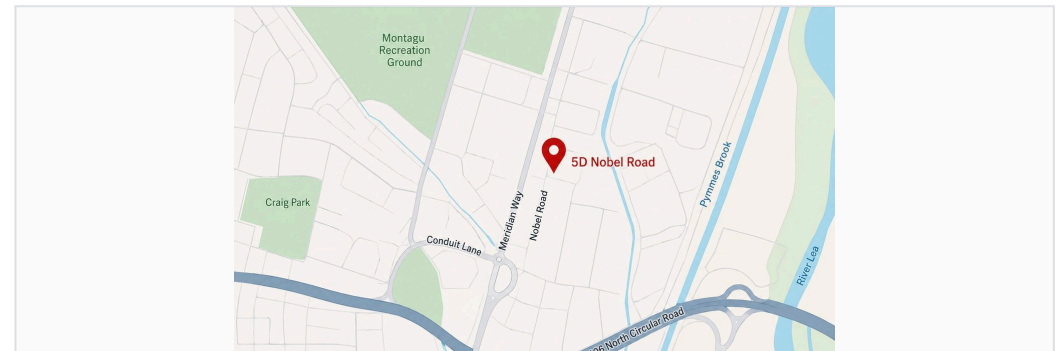 Montagu
Recreation
Ground
5D Nobel Road
Pymmes Brook
Craig Park
Meridian Way
Nobel Road
Conduit Lane
River Lea
North Circular Road